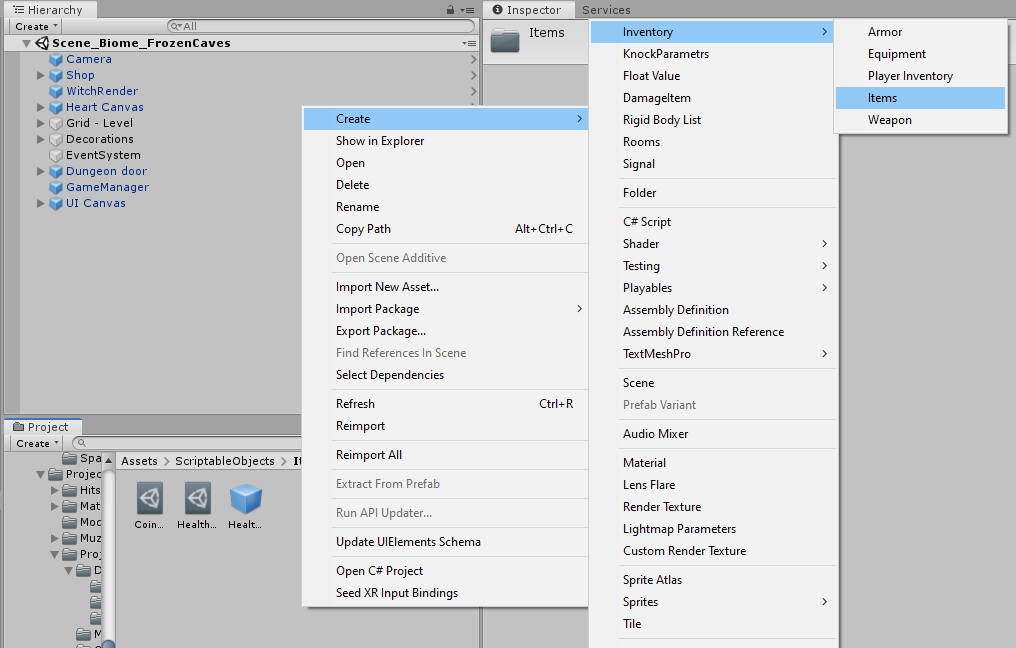 Hierarchy
Create
All
Scene_Biome_FrozenCaves
Camera
Shop
WitchRender
Heart Canvas
Grid - Level
Decorations
EventSystem
Dungeon door
GameManager
UI Canvas
Inspector
Services
Items
Create
Show in Explorer
Open
Delete
Rename
Copy Path Alt+Ctrl+C
Open Scene Additive
Import New Asset...
Import Package
Export Package...
Find References In Scene
Select Dependencies
Refresh Ctrl+R
Reimport
Reimport All
Extract From Prefab
Run API Updater...
Update UIElements Schema
Open C# Project
Seed XR Input Bindings
Inventory
KnockParametrs
Float Value
DamageItem
Rigid Body List
Rooms
Signal
Folder
C# Script
Shader
Testing
Playables
Assembly Definition
Assembly Definition Reference
TextMeshPro
Scene
Prefab Variant
Audio Mixer
Material
Lens Flare
Render Texture
Lightmap Parameters
Custom Render Texture
Sprite Atlas
Sprites
Tile
Armor
Equipment
Player Inventory
Items
Weapon
Project
Create
Spa
Projec
Hits
Mat
Mod
Muz
Proj
D
M
Assets > ScriptableObjects > It
Coin...
Health...
Healt...